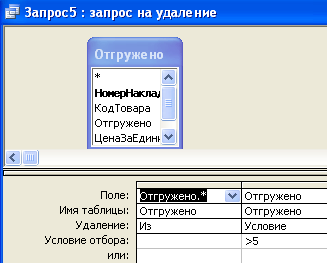 Запрос5 : запрос на удаление
Отгружено
*
НомерНаклад
КодТовара
Отгружено
ЦенаЗаЕдини
Поле: Отгружено.* Отгружено
Имя таблицы: Отгружено Отгружено
Удаление: Из Условие
Условие отбора: >5
или: